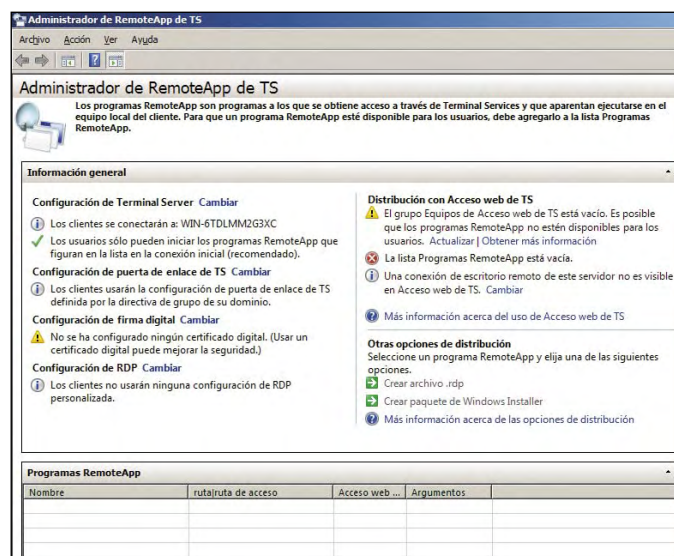 Administrador de RemoteApp de TS
Archivo Acción Ver Ayuda
Administrador de RemoteApp de TS
Los programas RemoteApp son programas a los que se obtiene acceso a través de Terminal Services y que aparentan ejecutarse en el
equipo local del cliente. Para que un programa RemoteApp esté disponible para los usuarios, debe agregarlo a la lista Programas
RemoteApp.
Información general
Configuración de Terminal Server Cambiar
Los clientes se conectarán a: WIN-6TDLMM2G3XC
Los usuarios sólo pueden iniciar los programas RemoteApp que
figuran en la lista en la conexión inicial (recomendado).
Configuración de puerta de enlace de TS Cambiar
Los clientes usarán la configuración de puerta de enlace de TS
definida por la directiva de grupo de su dominio.
Configuración de firma digital Cambiar
No se ha configurado ningún certificado digital. (Usar un
certificado digital puede mejorar la seguridad.)
Configuración de RDP Cambiar
Los clientes no usarán ninguna configuración de RDP
personalizada.
Distribución con Acceso web de TS
El grupo Equipos de Acceso web de TS está vacío. Es posible
que los programas RemoteApp no estén disponibles para los
usuarios. Actualizar | Obtener más información
La lista Programas RemoteApp está vacía.
Una conexión de escritorio remoto de este servidor no es visible
en Acceso web de TS. Cambiar
Más información acerca del uso de Acceso web de TS
Otras opciones de distribución
Seleccione un programa RemoteApp y elija una de las siguientes
opciones.
Crear archivo .rdp
Crear paquete de Windows Installer
Más información acerca de las opciones de distribución
Programas RemoteApp
Nombre ruta|ruta de acceso Acceso web ... Argumentos